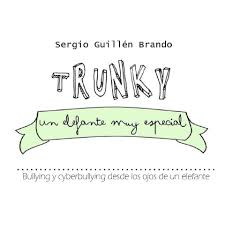 Sergio Guillén Brando
TRUNKY
un elefante muy especial
Bullying y cyberbullying desde los ojos de un elefante